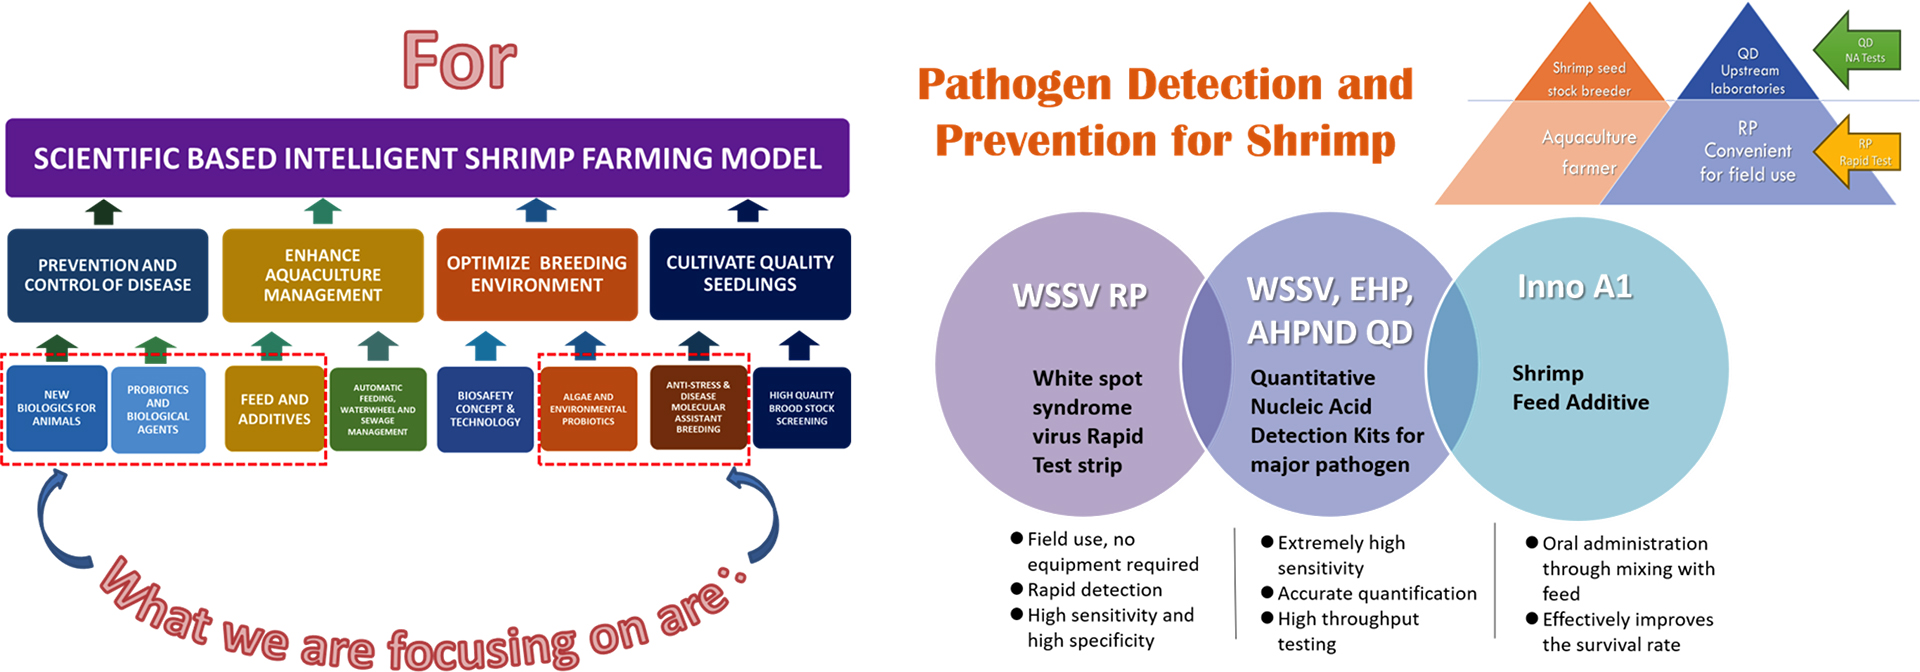 For
SCIENTIFIC BASED INTELLIGENT SHRIMP FARMING MODEL
PREVENTION AND
CONTROL OF DISEASE
ENHANCE
AQUACULTURE
MANAGEMENT
OPTIMIZE BREEDING
ENVIRONMENT
CULTIVATE QUALITY
SEEDLINGS
NEW
BIOLOGICS FOR
ANIMALS
PROBIOTICS
AND
BIOLOGICAL
AGENTS
FEED AND
ADDITIVES
AUTOMATIC
FEEDING,
WATERWHEEL AND
SEWAGE
MANAGEMENT
BIOSAFETY
CONCEPT &
TECHNOLOGY
ALGAE AND
ENVIRONMENTAL
PROBIOTICS
ANTI-STRESS &
DISEASE
MOLECULAR
ASSISTANT
BREEDING
HIGH QUALITY
BROOD STOCK
SCREENING
What we are focusing on are:
Pathogen Detection and
Prevention for Shrimp
Shrimp seed
stock breeder
Aquaculture
farmer
QD
Upstream
laboratories
RP
Convenient
for field use
QD
NA Tests
RP
Rapid Test
WSSV RP
White spot
syndrome
virus Rapid
Test strip
WSSV, EHP,
AHPND QD
Quantitative
Nucleic Acid
Detection Kits for
major pathogen
Inno A1
Shrimp
Feed Additive
● Field use, no
equipment required
● Rapid detection
● High sensitivity and
high specificity
● Extremely high
sensitivity
● Accurate quantification
● High throughput
testing
● Oral administration
through mixing with
feed
● Effectively improves
the survival rate